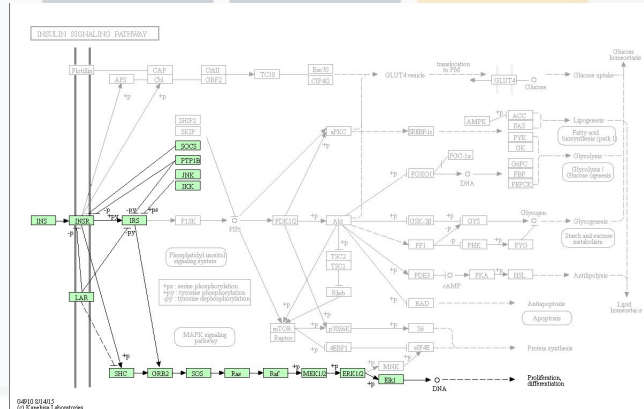 INSULIN SIGNALING PATHWAY
Flotillin
CAP
CrkII
TC10
Exo70
CIP4/2
APS
Cbl
GRF2
GLUT4 vesicle
translocation
to PM
GLUT4
Glucose
Glucose uptake
Glucose
homeostasis
+p
+p
SHIP2
SKIP
aPKC
SREBP-1c
AMPK
ACC
FAS
Lipogenesis
Fatty acid
biosynthesis (path 1)
PYK
GK
Glycolysis
SOCS
PTP1B
JNK
IKK
+p
FOXO1
PGC-1α
DNA
G6PC
FBP
PEPCK
Glycolysis /
Gluconeogenesis
INS
INSR
+py
IRS
-py
+ps
-p
PI3K
PIP3
PDK1/2
+p
GSK-3β
GYS
Glycogen
Glycogenesis
Starch and sucrose
metabolism
-p
-py
PP1
-p
PHK
PYG
Phosphatidyl inositol
signaling system
TSC2
TSC1
+p
PDE3
cAMP
PKA
HSL
Antilipolysis
+ps : serine phosphorylation
+py : tyrosine phosphorylation
-py : tyrosine dephosphorylation
LAR
Rheb
+p
BAD
Antiapoptosis
Apoptosis
Lipid
homeostasis
MAPK signaling
pathway
mTOR
Raptor
+p
p70S6K
+p
S6
+p
4EBP1
+p
eIF4E
Protein synthesis
MNK
+p
SHC
GRB2
SOS
Ras
Raf
+p
MEK1/2
+p
ERK1/2
+p
Elk1
DNA
Proliferation,
differentiation
04910 8/14/15
(c) Kanehisa Laboratories